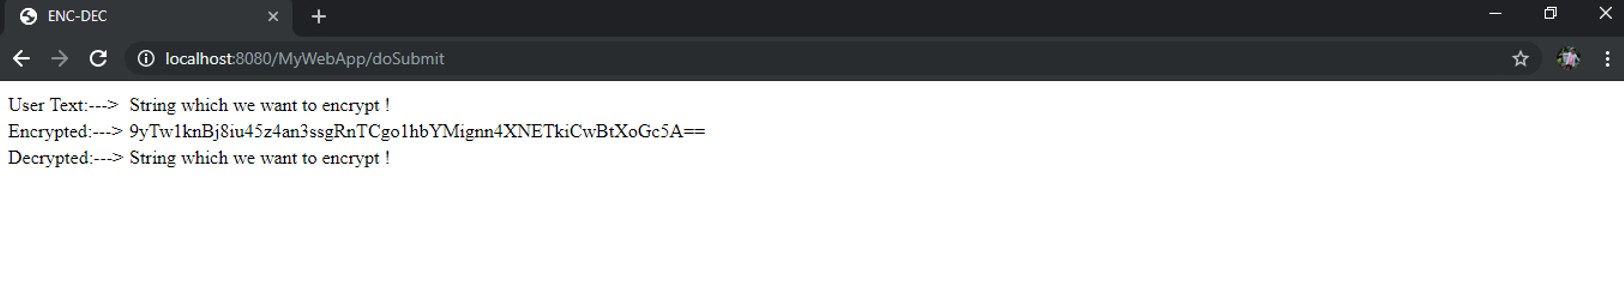 ENC-DEC
localhost:8080/MyWebApp/doSubmit
User Text:---> String which we want to encrypt !
Encrypted:---> 9yTw1knBj8iu45z4an3ssgRnTCgo1hbYMignn4XNETkiCwBtXoGc5A==
Decrypted:---> String which we want to encrypt !